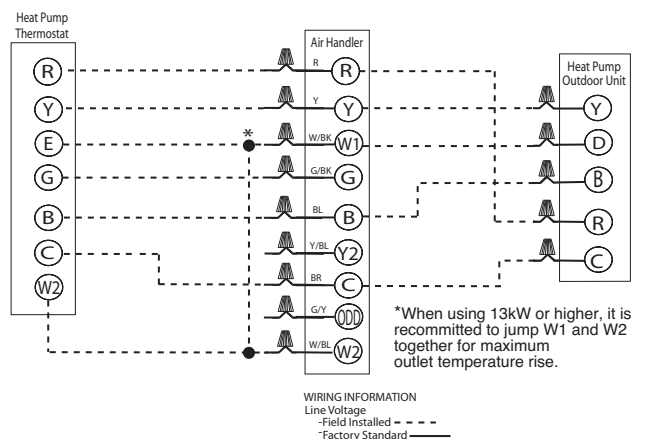 Heat Pump
Thermostat
Air Handler
Heat Pump
Outdoor Unit
R
R
R
Y
Y
Y
Y
E
*
W/BK
W1
D
G
G/BK
G
B
B
BL
B
R
Y/BL
Y2
C
BR
C
C
W2
G/Y
ODD
W/BL
W2
*When using 13kW or higher, it is
recommitted to jump W1 and W2
together for maximum
outlet temperature rise.
WIRING INFORMATION
Line Voltage
-Field Installed
-Factory Standard